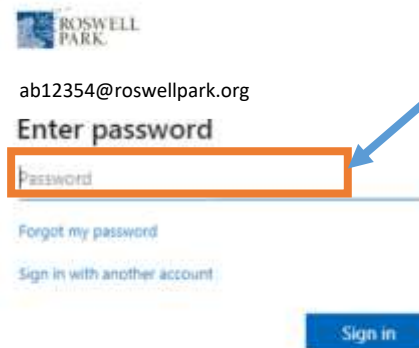 ROSWELL
PARK
ab12354@roswellpark.org
Enter password
Password
Forgot my password
Sign in with another account
Sign in